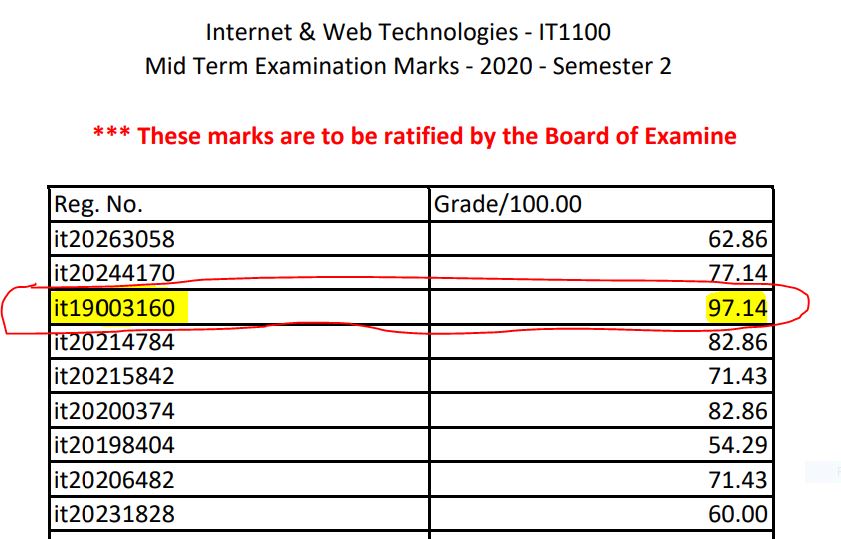 Internet & Web Technologies - IT1100
Mid Term Examination Marks - 2020 - Semester 2
*** These marks are to be ratified by the Board of Examine
Reg. No. Grade/100.00
it20263058 62.86
it20244170 77.14
it19003160 97.14
it20214784 82.86
it20215842 71.43
it20200374 82.86
it20198404 54.29
it20206482 71.43
it20231828 60.00